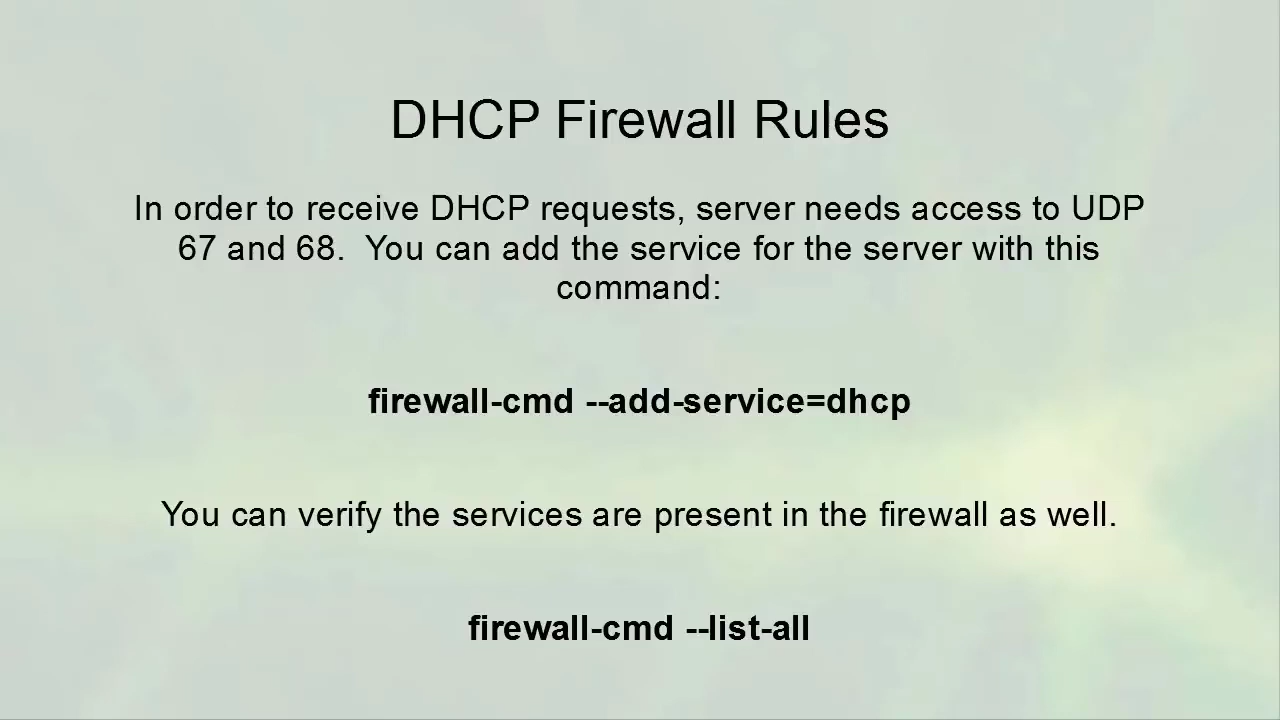 DHCP Firewall Rules
In order to receive DHCP requests, server needs access to UDP
67 and 68.  You can add the service for the server with this
command:
firewall-cmd --add-service=dhcp
You can verify the services are present in the firewall as well.
firewall-cmd --list-all